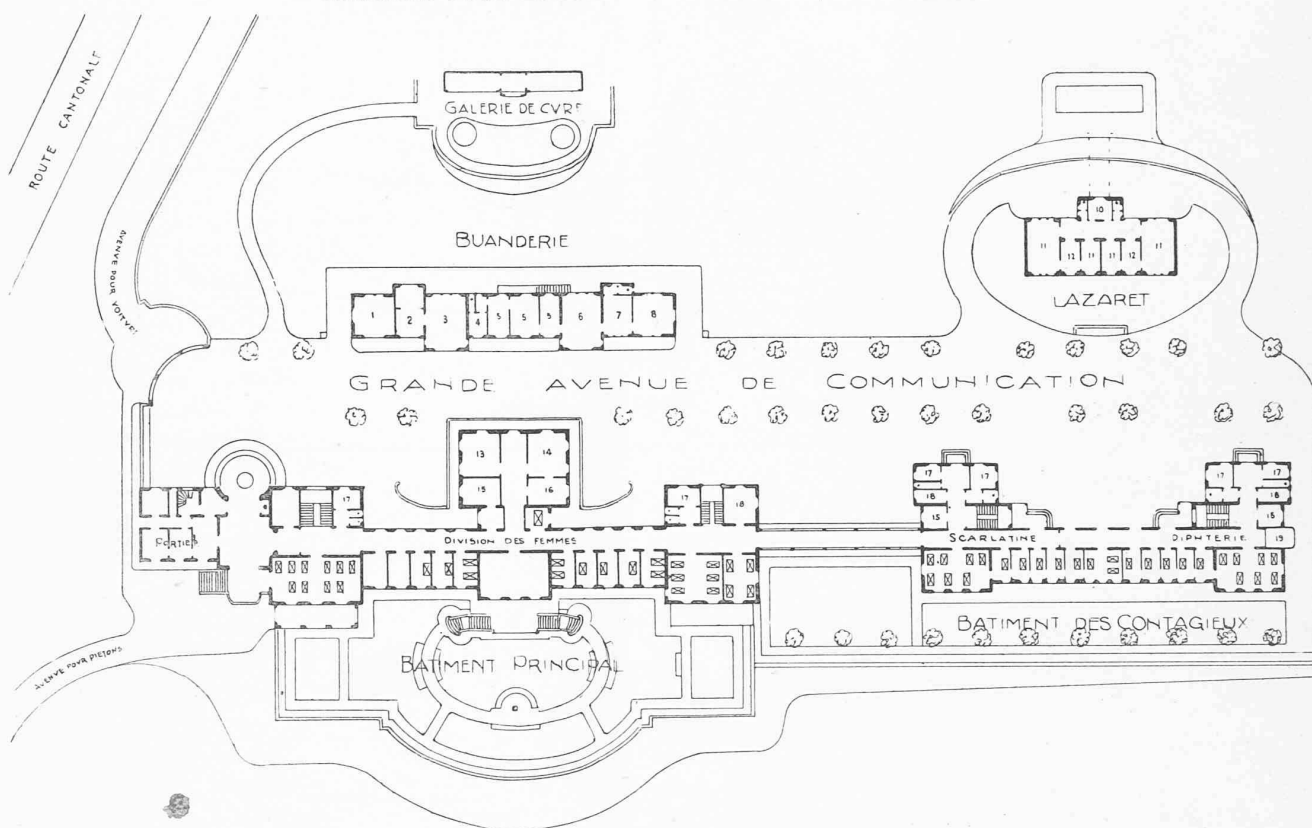 ROUTE CANTONALE
AVENUE POUR VOITURES
GALERIE DE CVRE
BUANDERIE
1 2 3 4 5 5 5 6 7 8
10
11 12 11 11 12 11
LAZARET
GRANDE AVENUE DE COMMUNICATION
13 14
15 16
17
17 18
17 17
18
15
17 17
18
18
19
PORTIER
DIVISION DES FEMMES
SCARLATINE
DIPHTERIE
BATIMENT DES CONTAGIEUX
BATIMENT PRINCIPAL
AVENUE POUR PIETONS